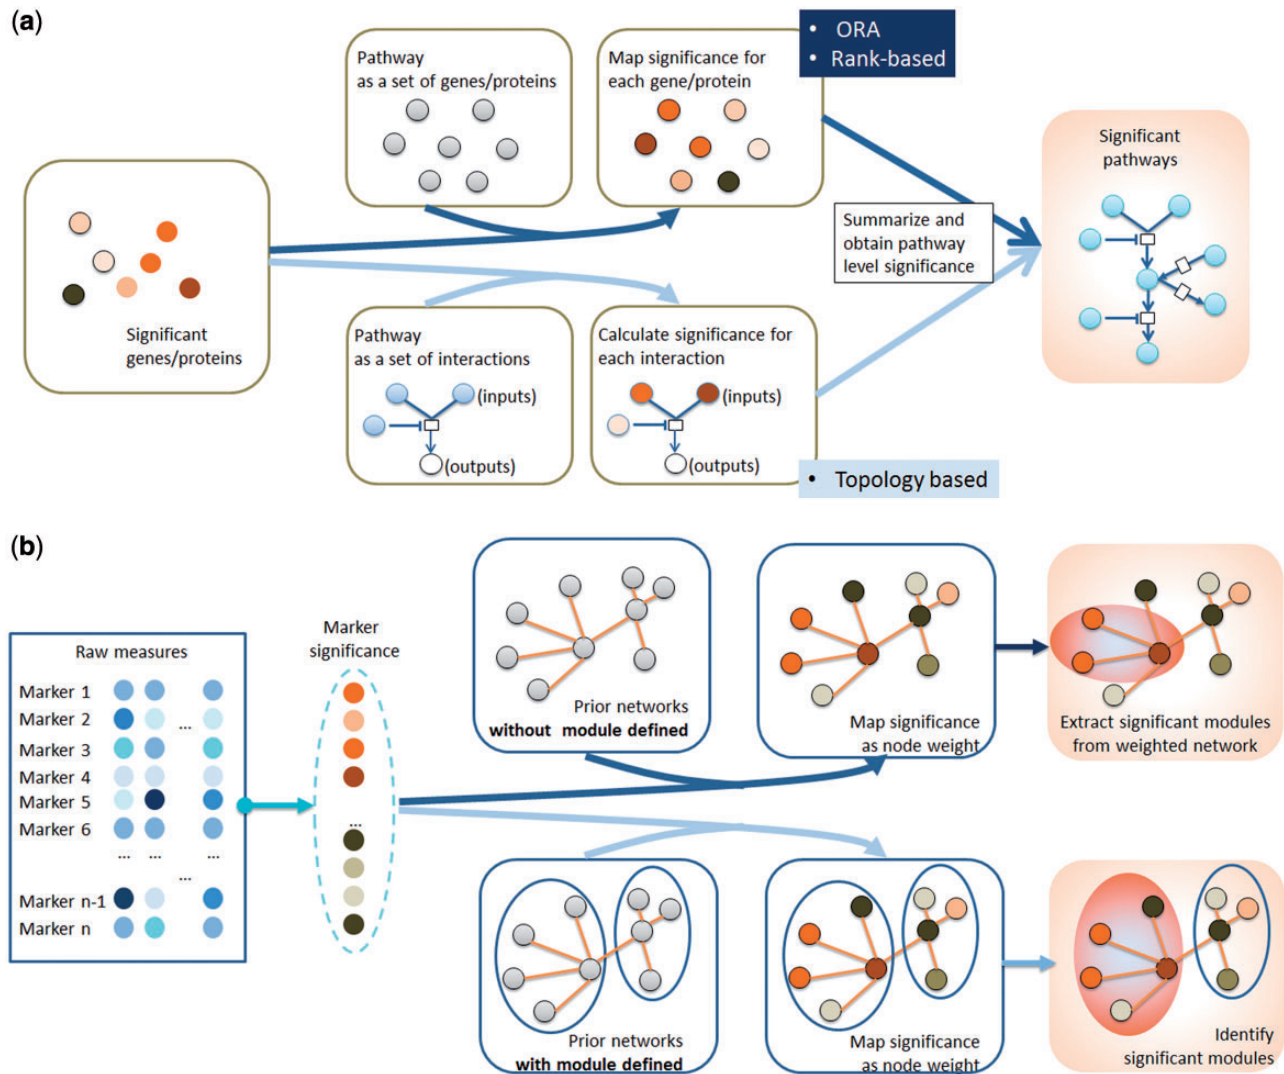 (a)
• ORA
• Rank-based
Pathway
as a set of genes/proteins
Map significance for
each gene/protein
Significant
pathways
Significant
genes/proteins
Summarize and
obtain pathway
level significance
Pathway
as a set of interactions
(inputs)
(outputs)
Calculate significance for
each interaction
(inputs)
(outputs)
• Topology based
(b)
Raw measures
Marker 1
Marker 2
...
Marker 3
Marker 4
Marker 5
Marker 6
... ... ...
...
Marker n-1
Marker n
Marker
significance
...
Prior networks
without module defined
Map significance
as node weight
Extract significant modules
from weighted network
Prior networks
with module defined
Map significance
as node weight
Identify
significant modules